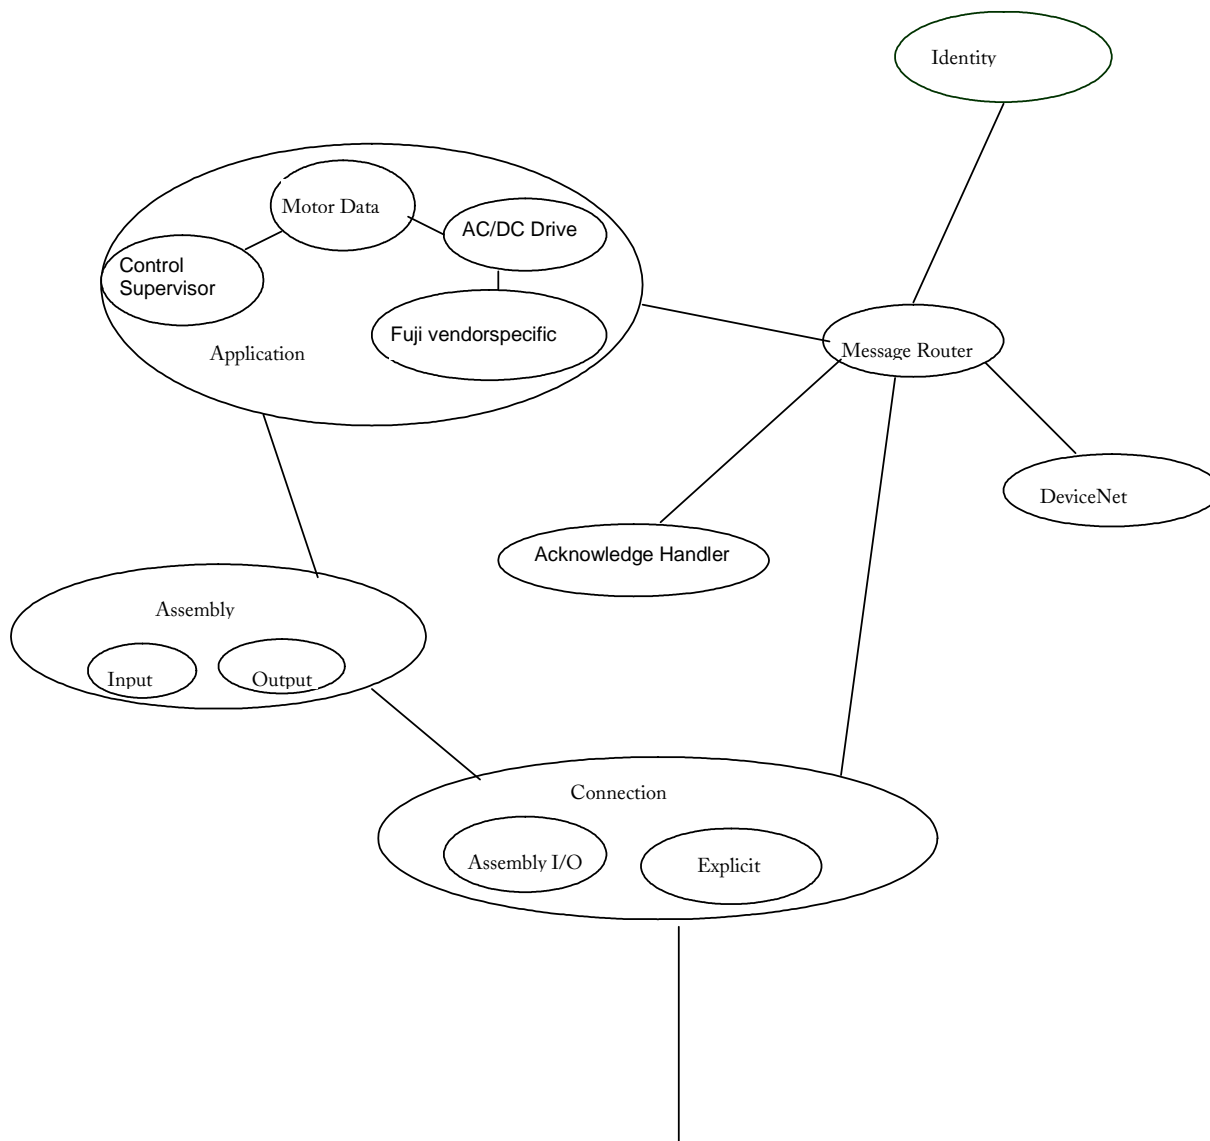 Identity
Motor Data
AC/DC Drive
Control
Supervisor
Fuji vendorspecific
Application
Message Router
DeviceNet
Acknowledge Handler
Assembly
Input
Output
Connection
Assembly I/O
Explicit